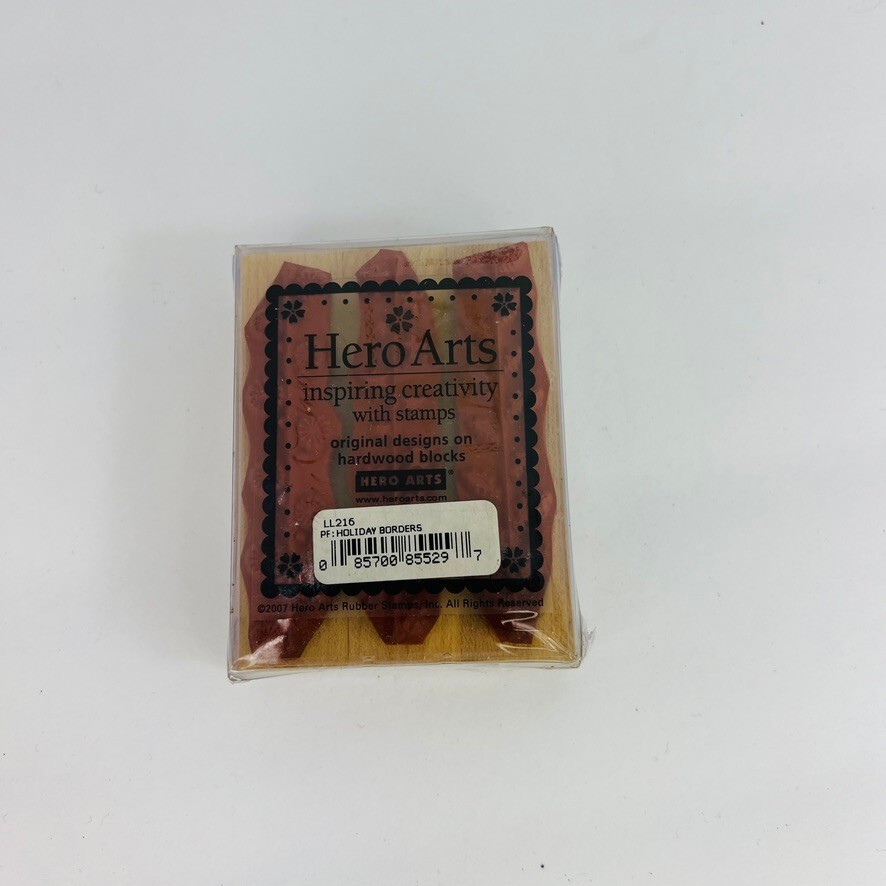 Hero Arts
inspiring creativity
with stamps
original designs on
hardwood blocks
HERO ARTS®
www.heroarts.com
LL216
PF:HOLIDAY BORDERS
0 85700 85529 7
©2007 Hero Arts Rubber Stamps, Inc. All Rights Reserved